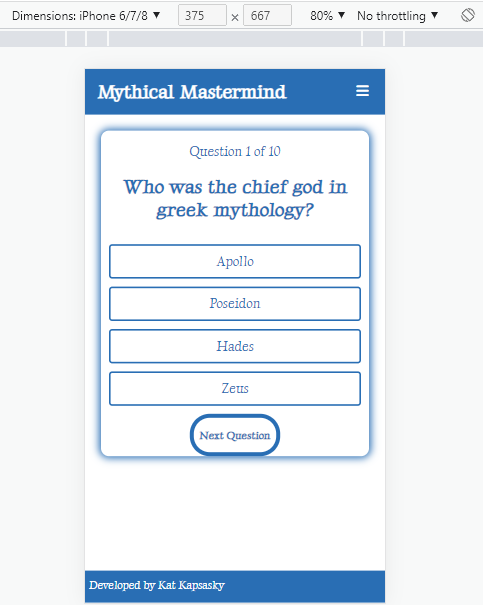 Dimensions: iPhone 6/7/8 ▼ 375 × 667 80% ▼ No throttling ▼
Mythical Mastermind
Question 1 of 10
Who was the chief god in
greek mythology?
Apollo
Poseidon
Hades
Zeus
Next Question
Developed by Kat Kapsasky